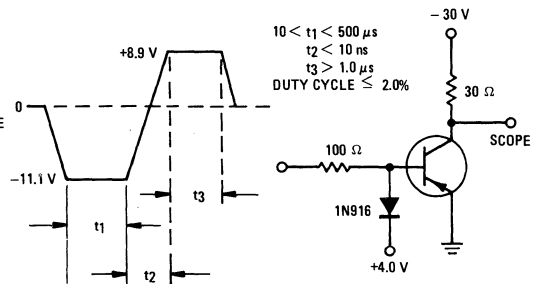 10 < t1 < 500 μs
t2 < 10 ns
t3 > 1.0 μs
DUTY CYCLE ≤ 2.0%
+8.9 V
0
E
−11.1 V
t1
t2
t3
− 30 V
30 Ω
SCOPE
100 Ω
1N916
+4.0 V